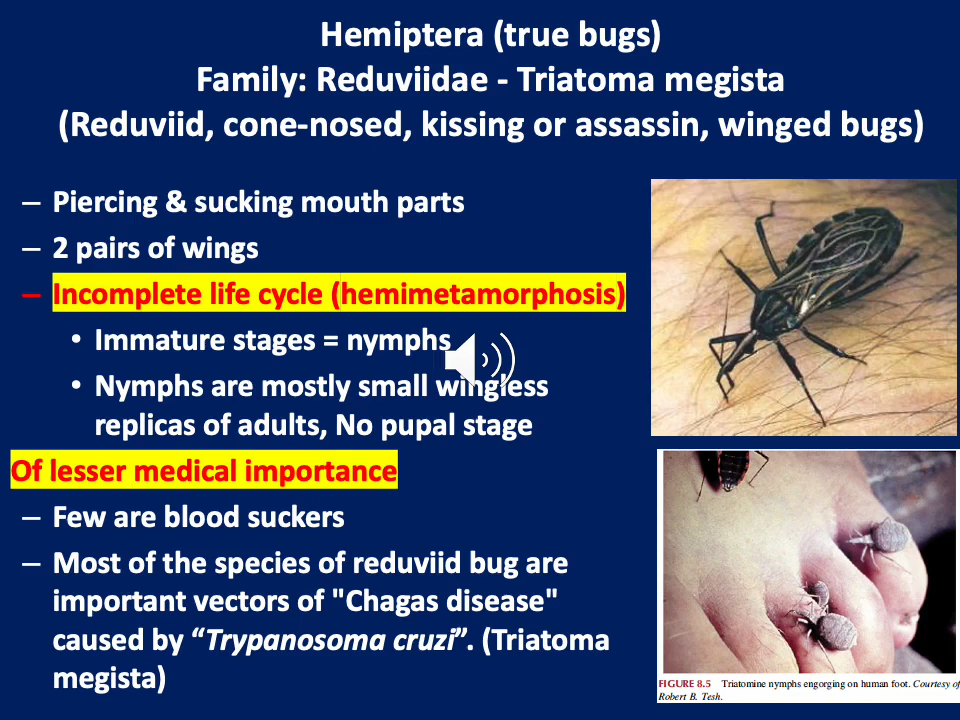 Hemiptera (true bugs)
Family: Reduviidae - Triatoma megista
(Reduviid, cone-nosed, kissing or assassin, winged bugs)
– Piercing & sucking mouth parts
– 2 pairs of wings
– Incomplete life cycle (hemimetamorphosis)
• Immature stages = nymphs
• Nymphs are mostly small wingless
replicas of adults, No pupal stage
Of lesser medical importance
– Few are blood suckers
– Most of the species of reduviid bug are
important vectors of "Chagas disease"
caused by “Trypanosoma cruzi”. (Triatoma
megista)
FIGURE 8.5 Triatomine nymphs engorging on human foot. Courtesy of
Robert B. Tesh.